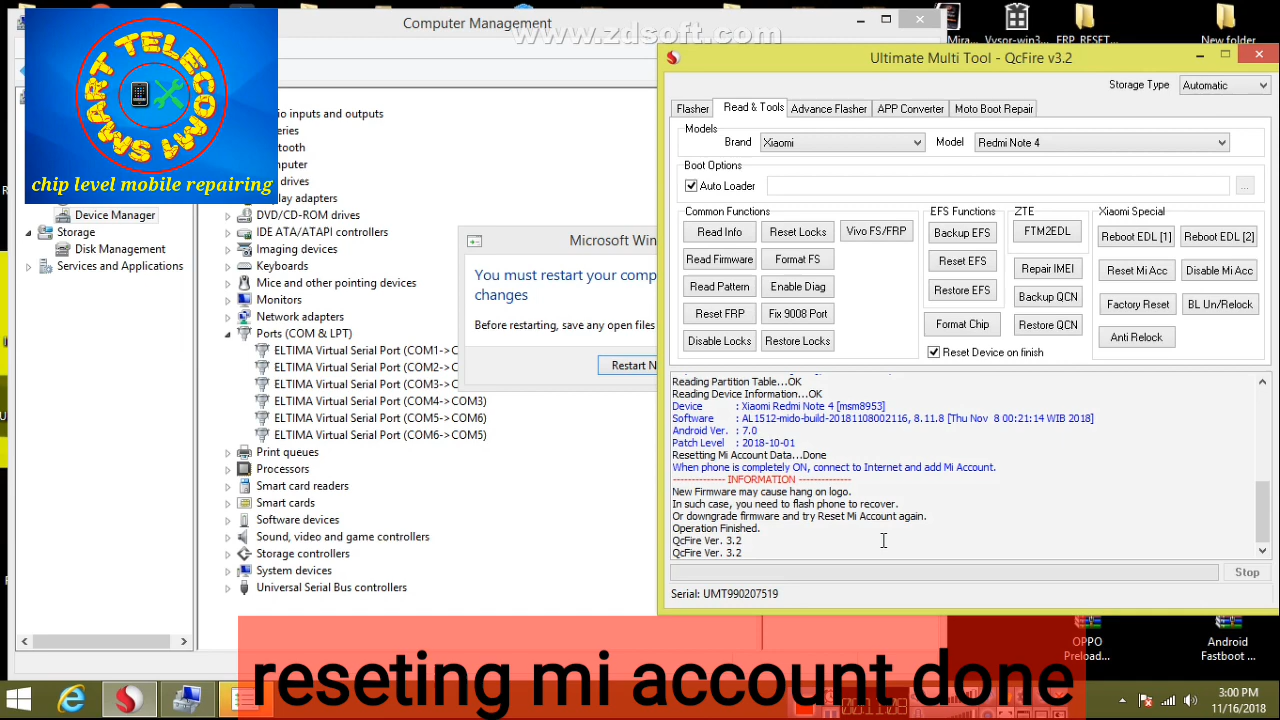 Computer Management
www.zdsoft.com
SMART TELECOM1
chip level mobile repairing
Vysor-win3...
FRP_RESET...
New folder
Device Manager
Storage
Disk Management
Services and Applications
io inputs and outputs
DVD/CD-ROM drives
IDE ATA/ATAPI controllers
Imaging devices
Keyboards
Mice and other pointing devices
Monitors
Network adapters
Ports (COM & LPT)
ELTIMA Virtual Serial Port (COM1->C
ELTIMA Virtual Serial Port (COM2->C
ELTIMA Virtual Serial Port (COM3->C
ELTIMA Virtual Serial Port (COM4->COM3)
ELTIMA Virtual Serial Port (COM5->COM6)
ELTIMA Virtual Serial Port (COM6->COM5)
Print queues
Processors
Smart card readers
Smart cards
Software devices
Sound, video and game controllers
Storage controllers
System devices
Universal Serial Bus controllers
Microsoft Win
You must restart your comp
changes
Before restarting, save any open files
Restart N
Ultimate Multi Tool - QcFire v3.2
Storage Type Automatic
Flasher Read & Tools Advance Flasher APP Converter Moto Boot Repair
Models
Brand Xiaomi Model Redmi Note 4
Boot Options
Auto Loader ...
Common Functions EFS Functions ZTE Xiaomi Special
Read Info Reset Locks Vivo FS/FRP Backup EFS FTM2EDL Reboot EDL [1] Reboot EDL [2]
Read Firmware Format FS Reset EFS Repair IMEI Reset Mi Acc Disable Mi Acc
Read Pattern Enable Diag Restore EFS Backup QCN Factory Reset BL Un/Relock
Reset FRP Fix 9008 Port Format Chip Restore QCN Anti Relock
Disable Locks Restore Locks Reset Device on finish
Reading Partition Table...OK
Reading Device Information...OK
Device : Xiaomi Redmi Note 4 [msm8953]
Software : AL1512-mido-build-20181108002116, 8.11.8 [Thu Nov 8 00:21:14 WIB 2018]
Android Ver. : 7.0
Patch Level : 2018-10-01
Resetting Mi Account Data...Done
When phone is completely ON, connect to Internet and add Mi Account.
-------------- INFORMATION --------------
New Firmware may cause hang on logo.
In such case, you need to flash phone to recover.
Or downgrade firmware and try Reset Mi Account again.
Operation Finished.
QcFire Ver. 3.2
QcFire Ver. 3.2
Stop
Serial: UMT990207519
OPPO
Preload...
Android
Fastboot ...
reseting mi account done
3:00 PM
11/16/2018